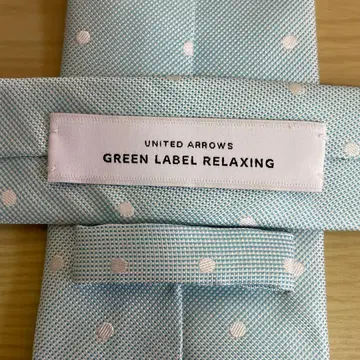 UNITED ARROWS
GREEN LABEL RELAXING